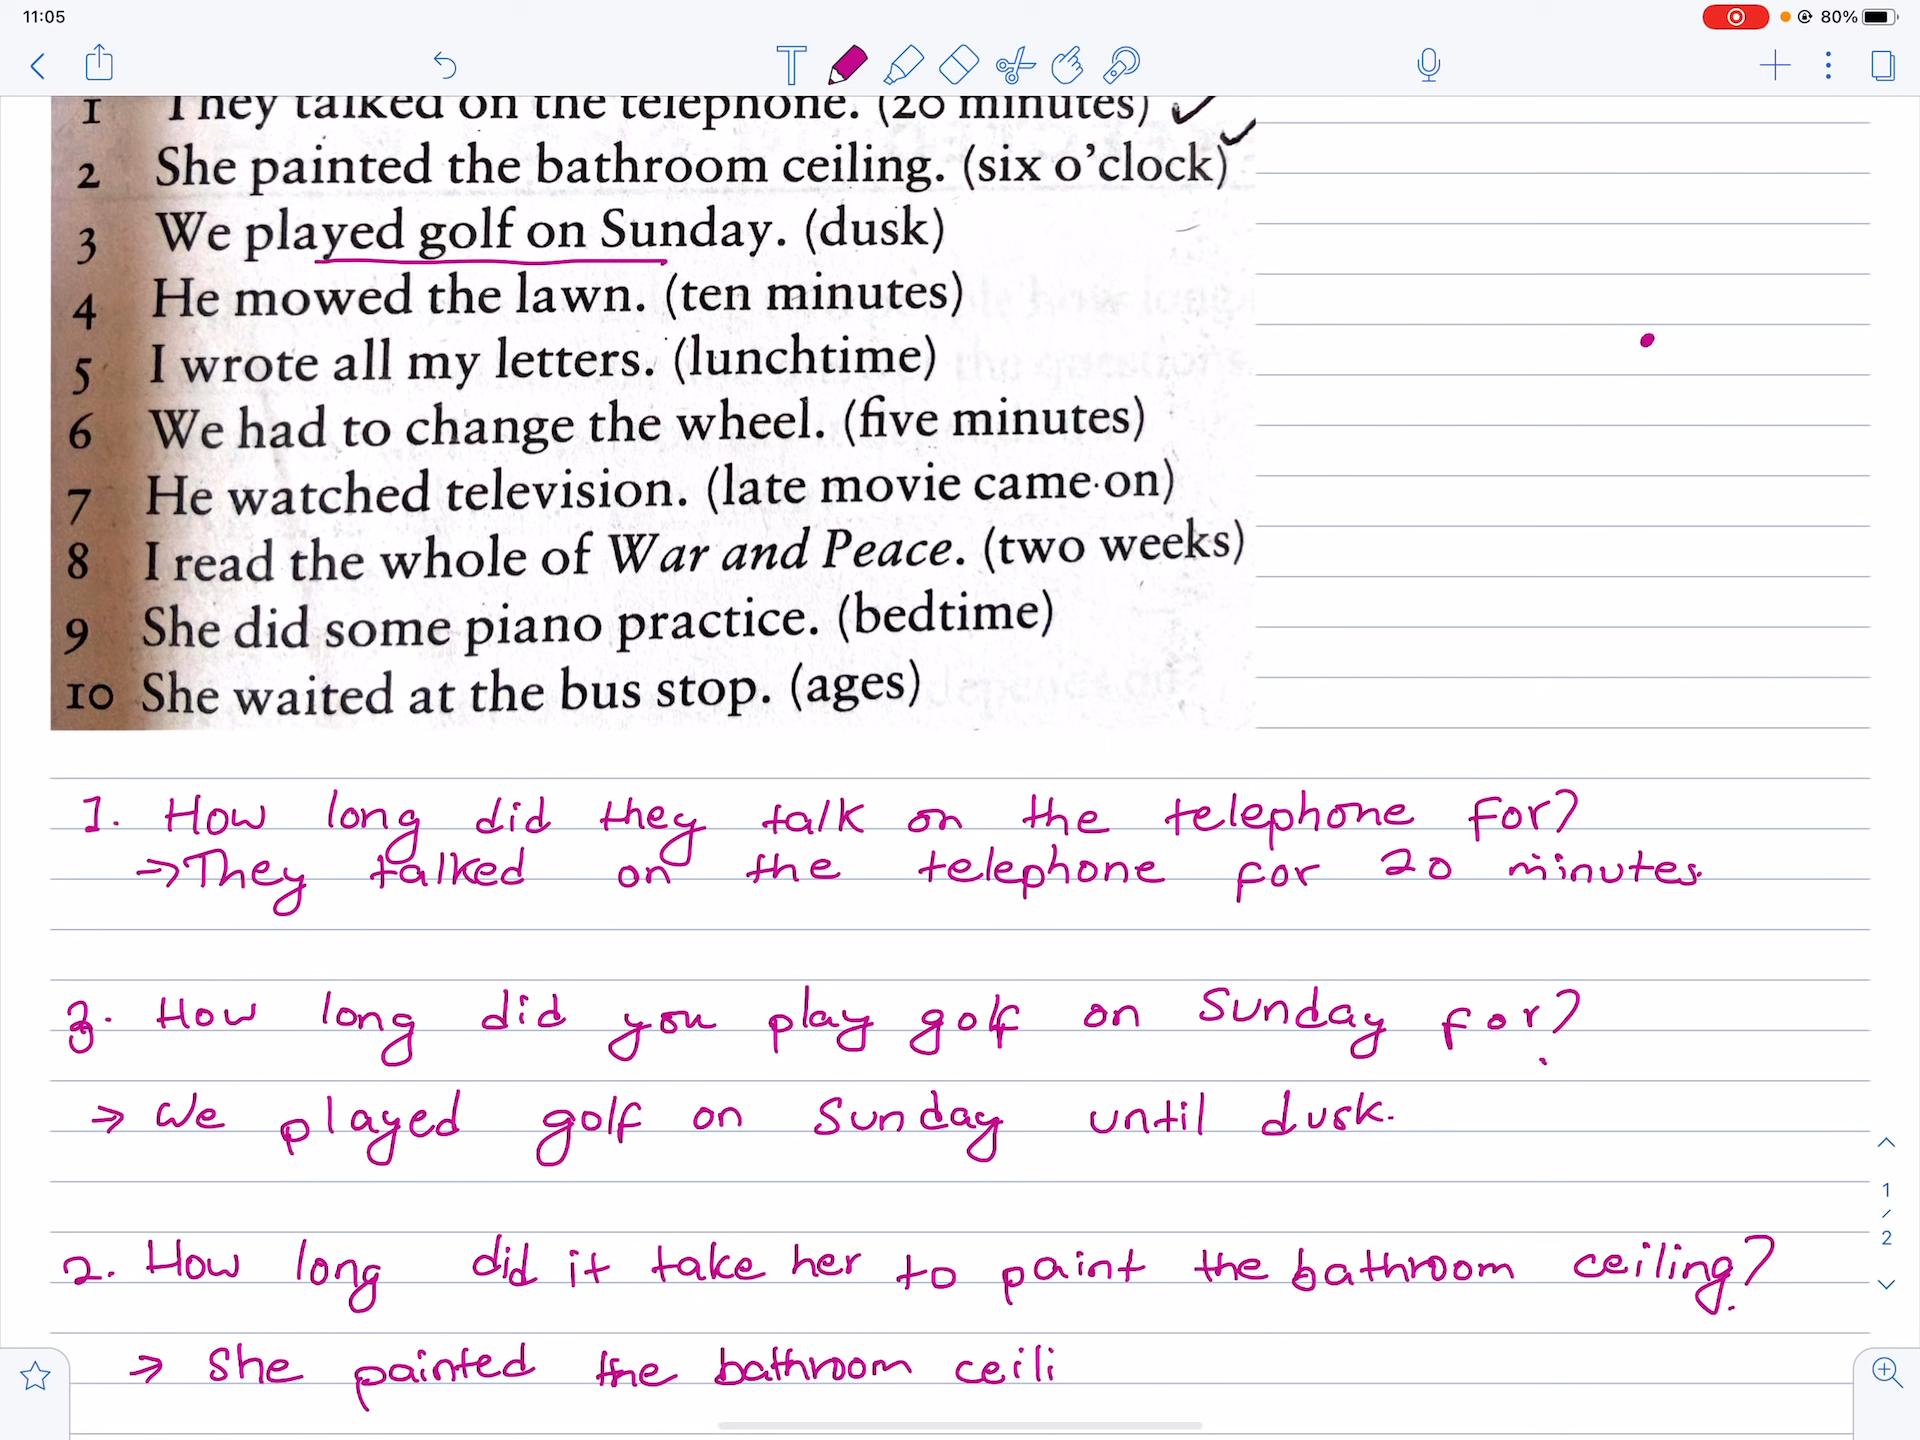 11:05
80%
1 They talked on the telephone. (20 minutes)
2 She painted the bathroom ceiling. (six o'clock)
3 We played golf on Sunday. (dusk)
4 He mowed the lawn. (ten minutes)
5 I wrote all my letters. (lunchtime)
6 We had to change the wheel. (five minutes)
7 He watched television. (late movie came on)
8 I read the whole of War and Peace. (two weeks)
9 She did some piano practice. (bedtime)
10 She waited at the bus stop. (ages)
1. How long did they talk on the telephone for?
→They talked on the telephone for 20 minutes.
3. How long did you play golf on Sunday for?
→ We played golf on Sunday until dusk.
1
/
2
2. How long did it take her to paint the bathroom ceiling?
→ She painted the bathroom ceili